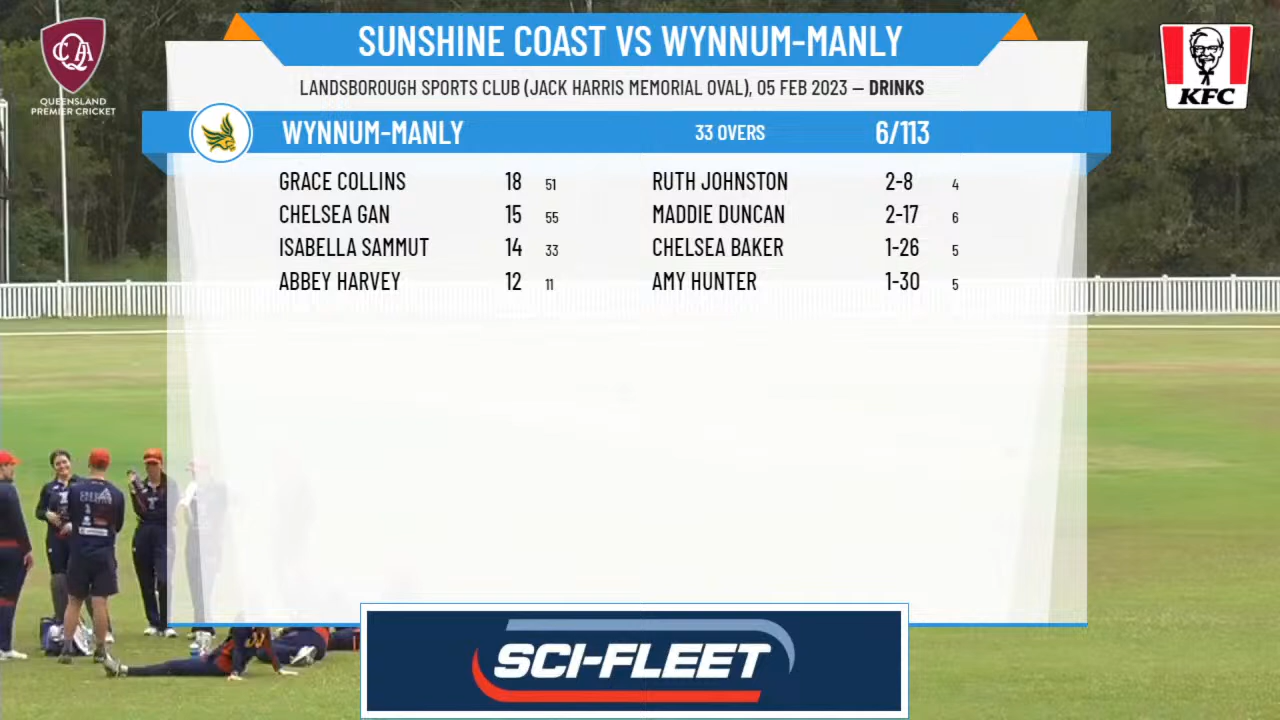 SUNSHINE COAST VS WYNNUM-MANLY
QUEENSLAND
PREMIER CRICKET
KFC
LANDSBOROUGH SPORTS CLUB (JACK HARRIS MEMORIAL OVAL), 05 FEB 2023 – DRINKS
WYNNUM-MANLY 33 OVERS 6/113
GRACE COLLINS 18 51 RUTH JOHNSTON 2-8 4
CHELSEA GAN 15 55 MADDIE DUNCAN 2-17 6
ISABELLA SAMMUT 14 33 CHELSEA BAKER 1-26 5
ABBEY HARVEY 12 11 AMY HUNTER 1-30 5
SCI-FLEET